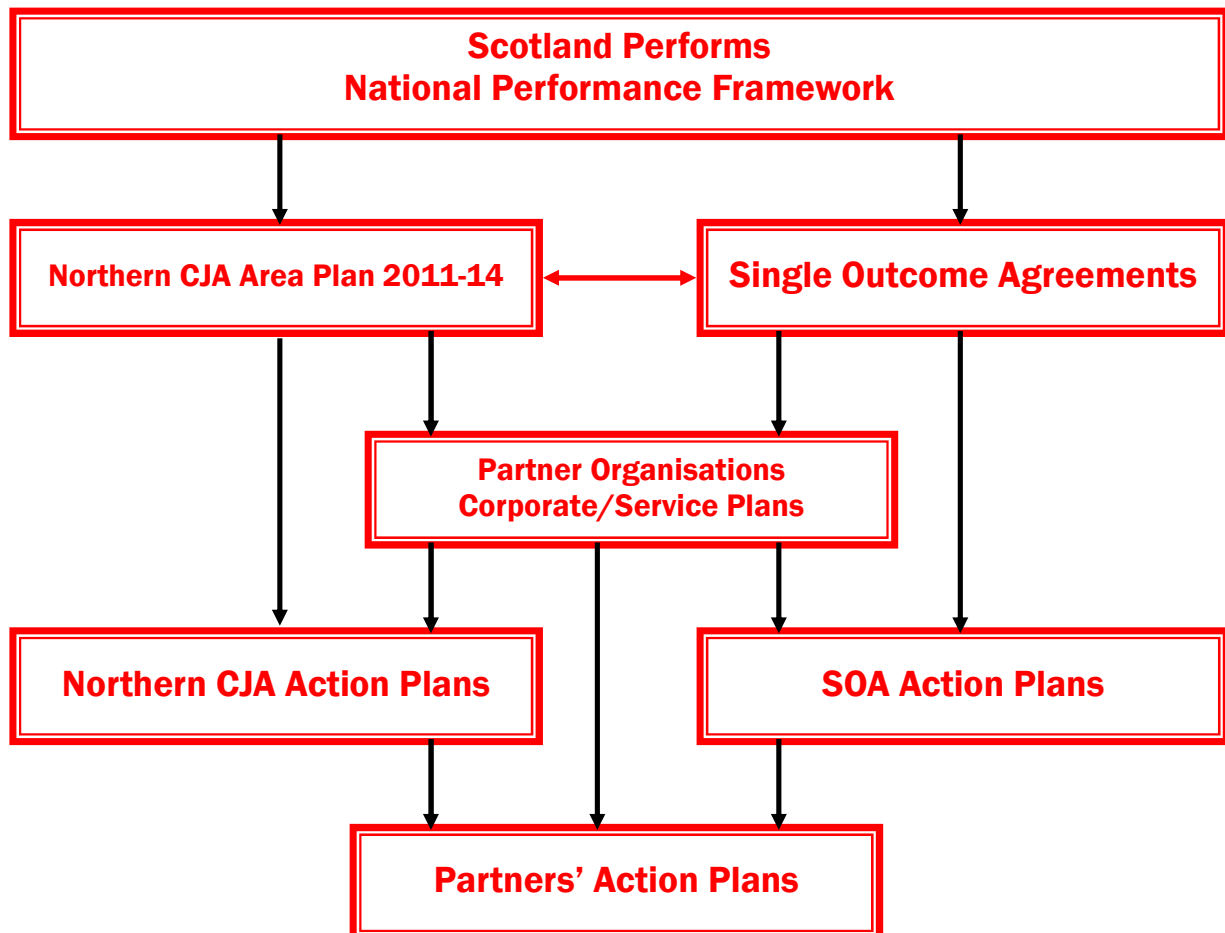 Scotland Performs
National Performance Framework
Northern CJA Area Plan 2011-14
Single Outcome Agreements
Partner Organisations
Corporate/Service Plans
Northern CJA Action Plans
SOA Action Plans
Partners’ Action Plans